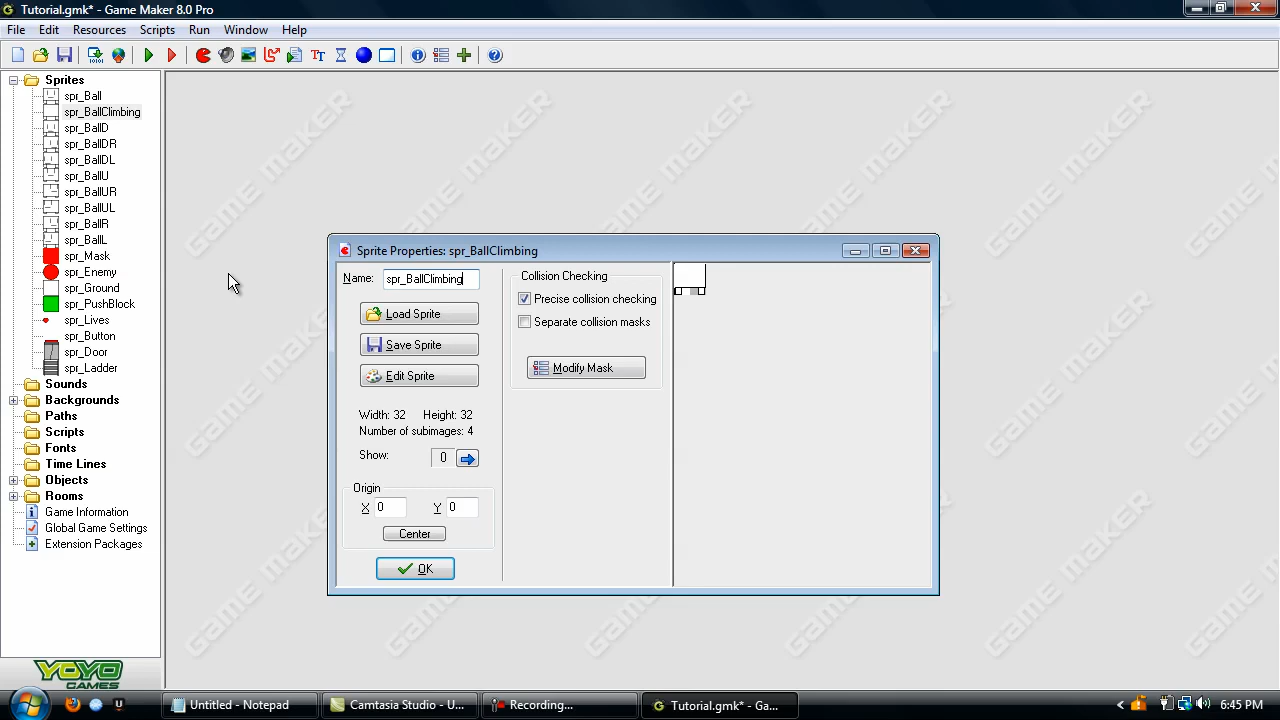 Tutorial.gmk* - Game Maker 8.0 Pro
File Edit Resources Scripts Run Window Help
Sprites
spr_Ball
spr_BallClimbing
spr_BallD
spr_BallDR
spr_BallDL
spr_BallU
spr_BallUR
spr_BallUL
spr_BallR
spr_BallL
spr_Mask
spr_Enemy
spr_Ground
spr_PushBlock
spr_Lives
spr_Button
spr_Door
spr_Ladder
Sounds
Backgrounds
Paths
Scripts
Fonts
Time Lines
Objects
Rooms
Game Information
Global Game Settings
Extension Packages
YOYO
GAMES
GAME MAKER
Sprite Properties: spr_BallClimbing
Name: spr_BallClimbing
Load Sprite
Save Sprite
Edit Sprite
Width: 32 Height: 32
Number of subimages: 4
Show: 0
Origin
X 0 Y 0
Center
OK
Collision Checking
Precise collision checking
Separate collision masks
Modify Mask
Untitled - Notepad
Camtasia Studio - U...
Recording...
Tutorial.gmk* - Ga...
6:45 PM